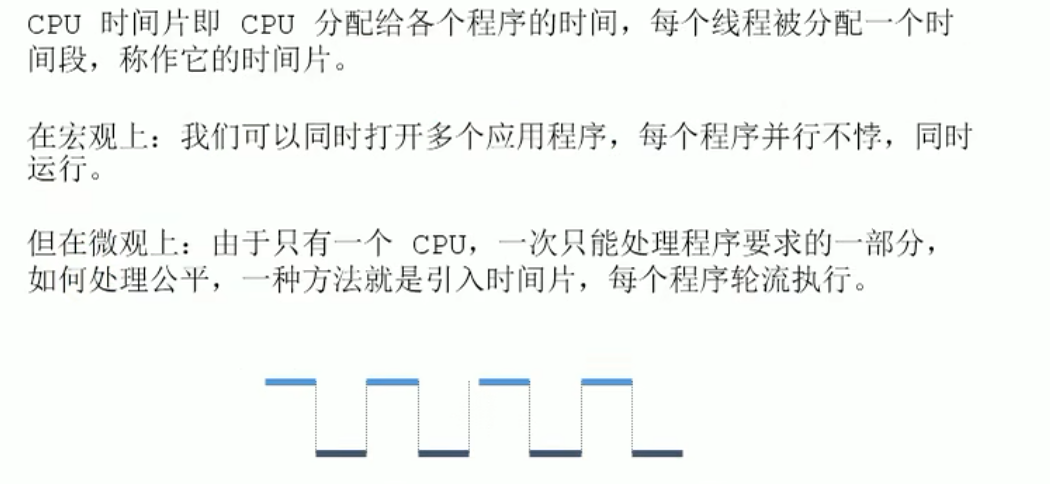 CPU 时间片即 CPU 分配给各个程序的时间，每个线程被分配一个时
间段，称作它的时间片。
在宏观上：我们可以同时打开多个应用程序，每个程序并行不悖，同时
运行。
但在微观上：由于只有一个 CPU，一次只能处理程序要求的一部分，
如何处理公平，一种方法就是引入时间片，每个程序轮流执行。